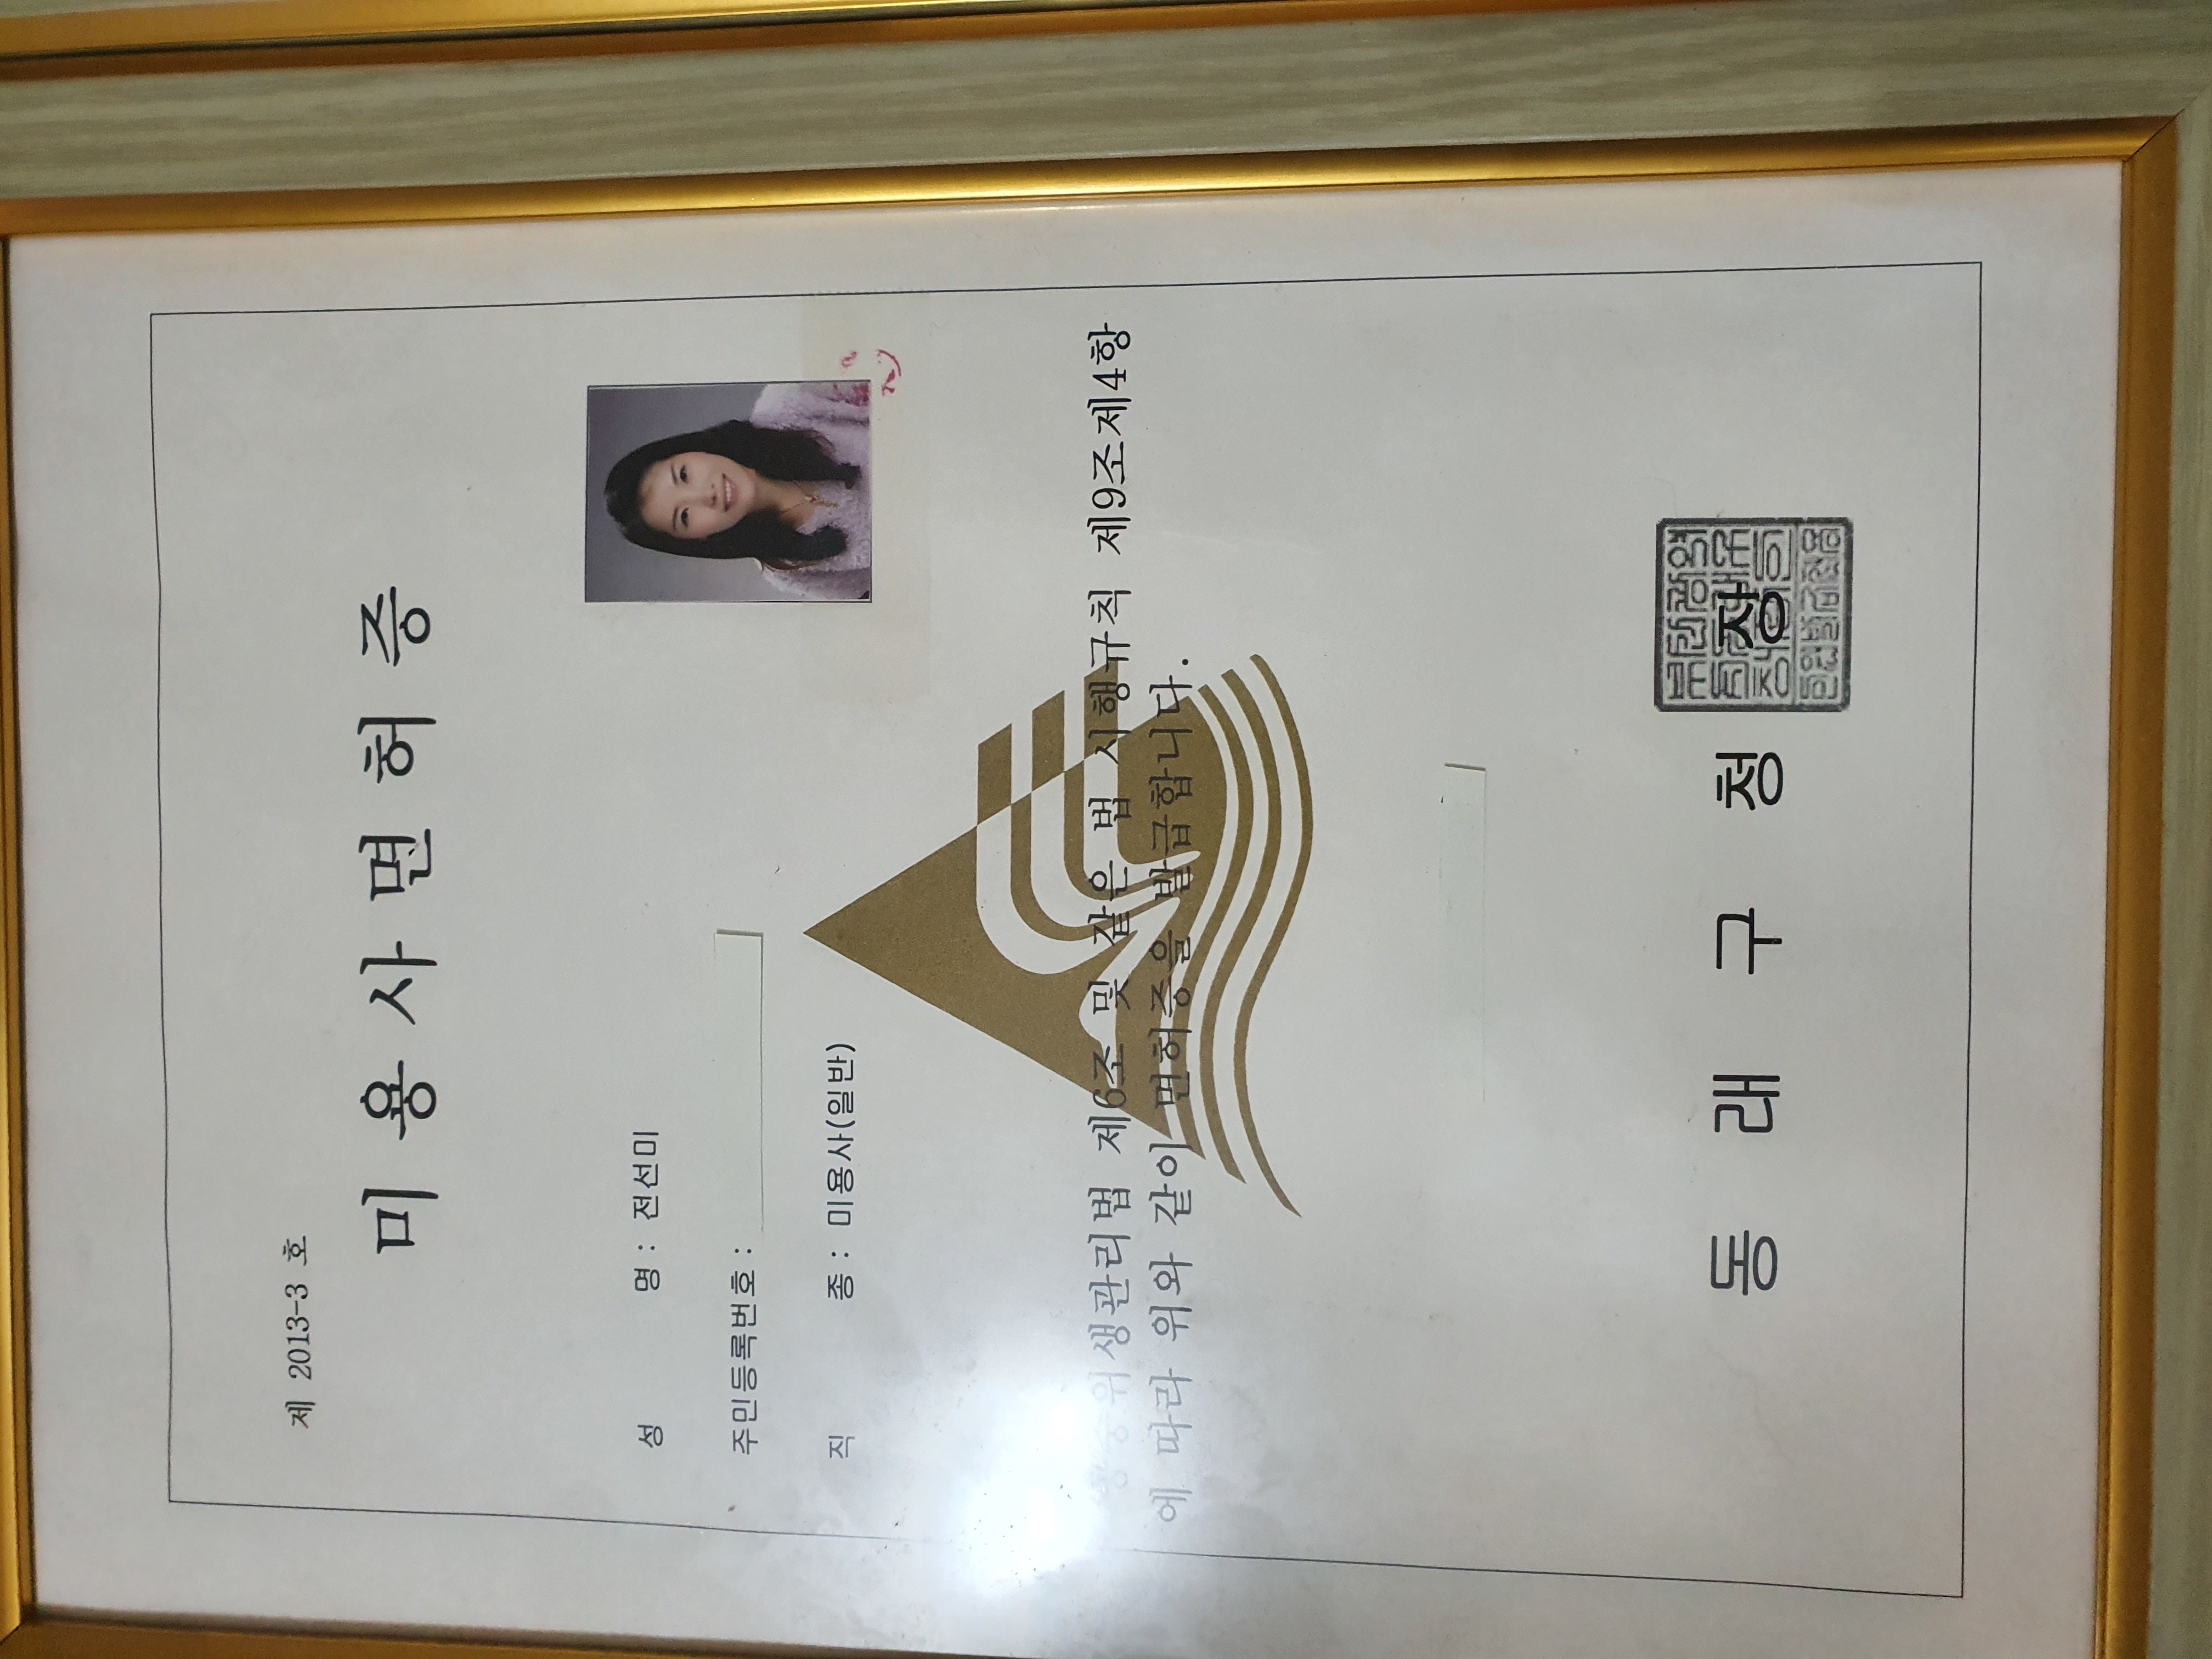 제 2013-3 호
미용사면허증
성 명 : 전선미
주민등록번호 :
직 종 : 미용사(일반)
공중위생관리법 제6조 및 같은 법 시행규칙 제9조제4항
에 따라 위와 같이 면허증을 발급합니다.
동 래 구 청 장